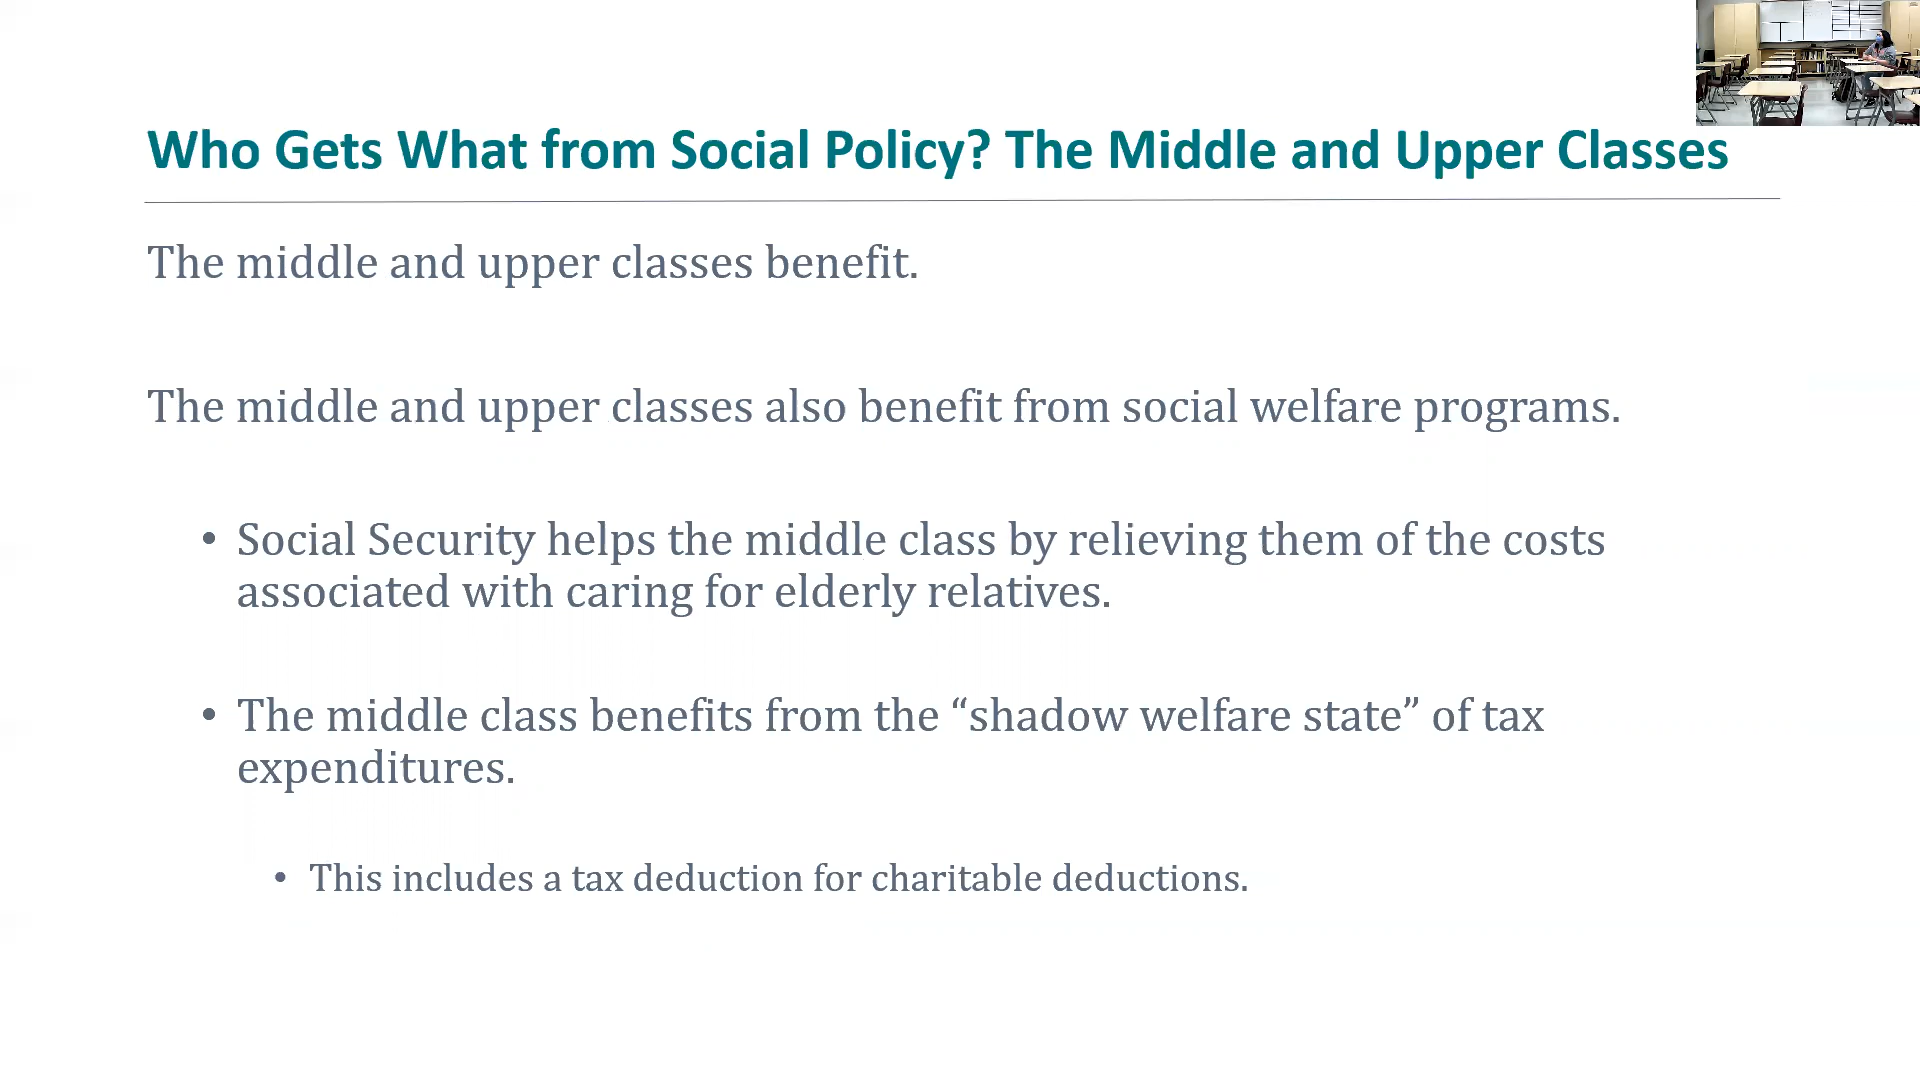 Who Gets What from Social Policy? The Middle and Upper Classes
The middle and upper classes benefit.
The middle and upper classes also benefit from social welfare programs.
• Social Security helps the middle class by relieving them of the costs
associated with caring for elderly relatives.
• The middle class benefits from the “shadow welfare state” of tax
expenditures.
• This includes a tax deduction for charitable deductions.